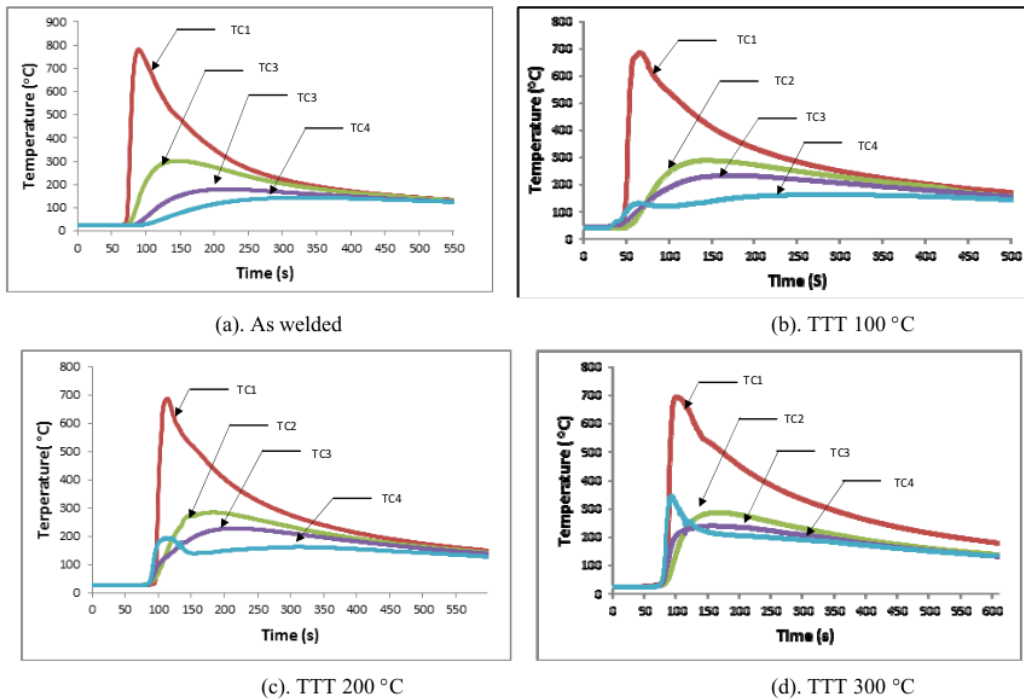 Temperature (°C)
900
800
700
600
500
400
300
200
100
0
TC1
TC3
TC3
TC4
0 50 100 150 200 250 300 350 400 450 500 550
Time (s)
(a). As welded
Temperature (°C)
800
700
600
500
400
300
200
100
0
TC1
TC2
TC3
TC4
0 50 100 150 200 250 300 350 400 450 500
Time (S)
(b). TTT 100 °C
Terperature( °C)
800
700
600
500
400
300
200
100
0
TC1
TC2
TC3
TC4
0 50 100 150 200 250 300 350 400 450 500 550
Time (s)
(c). TTT 200 °C
Temperature (°C)
800
700
600
500
400
300
200
100
0
TC1
TC2
TC3
TC4
0 50 100 150 200 250 300 350 400 450 500 550 600
Time (s)
(d). TTT 300 °C